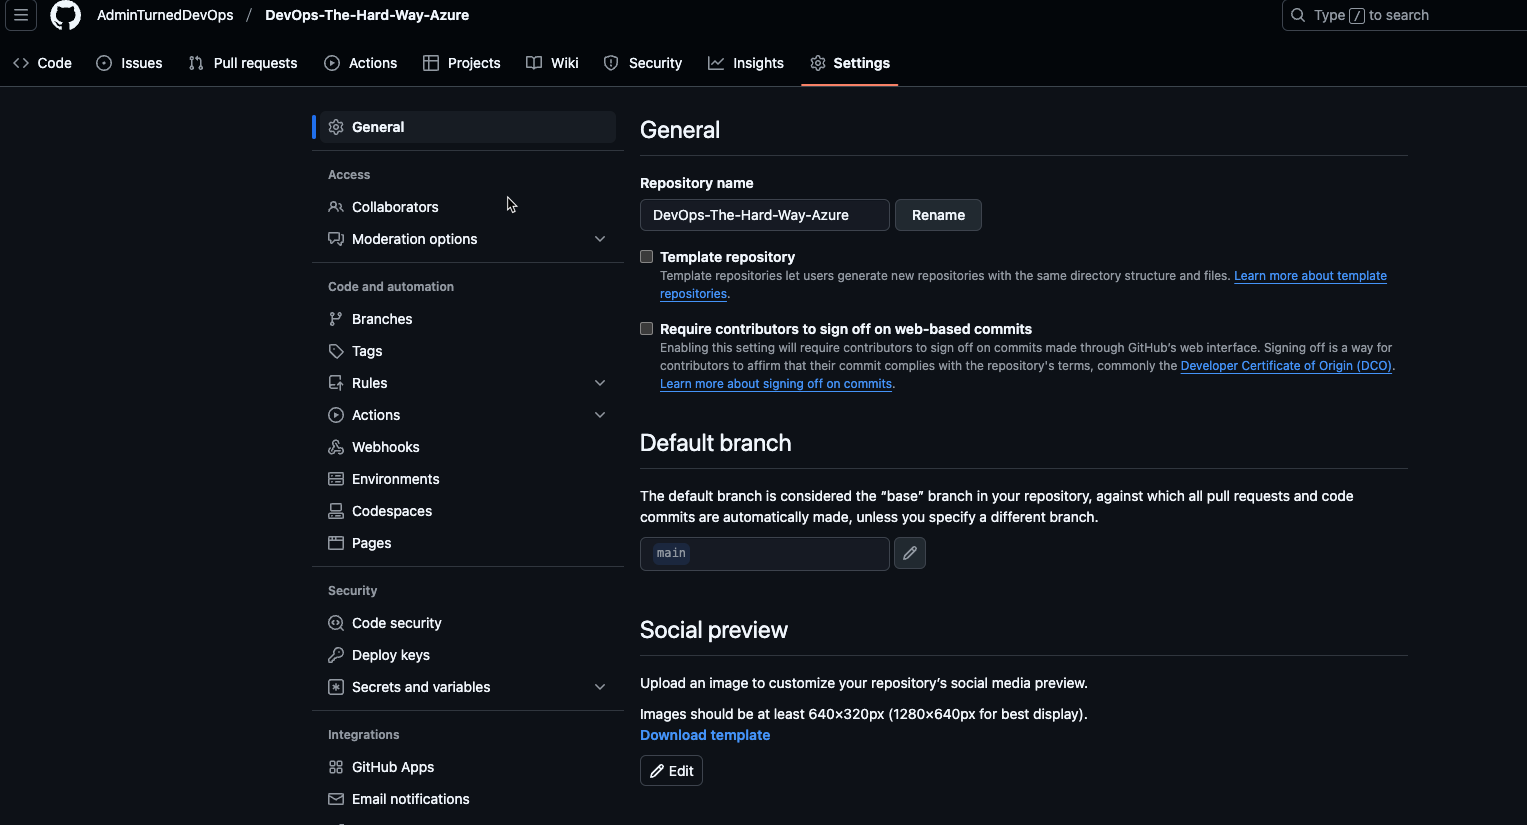 AdminTurnedDevOps / DevOps-The-Hard-Way-Azure
Type / to search
Code Issues Pull requests Actions Projects Wiki Security Insights Settings
General
Access
Collaborators
Moderation options
Code and automation
Branches
Tags
Rules
Actions
Webhooks
Environments
Codespaces
Pages
Security
Code security
Deploy keys
Secrets and variables
Integrations
GitHub Apps
Email notifications
General
Repository name
DevOps-The-Hard-Way-Azure Rename
Template repository
Template repositories let users generate new repositories with the same directory structure and files. Learn more about template
repositories.
Require contributors to sign off on web-based commits
Enabling this setting will require contributors to sign off on commits made through GitHub's web interface. Signing off is a way for
contributors to affirm that their commit complies with the repository's terms, commonly the Developer Certificate of Origin (DCO).
Learn more about signing off on commits.
Default branch
The default branch is considered the "base" branch in your repository, against which all pull requests and code
commits are automatically made, unless you specify a different branch.
main
Social preview
Upload an image to customize your repository's social media preview.
Images should be at least 640×320px (1280×640px for best display).
Download template
Edit